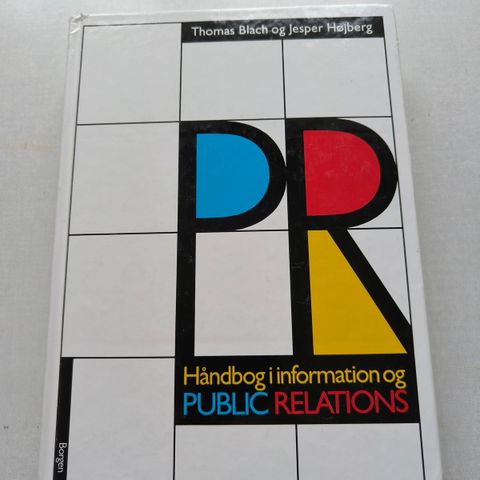 Thomas Blach og Jesper Højberg
PR
Håndbog i information og
PUBLIC RELATIONS
Borgen